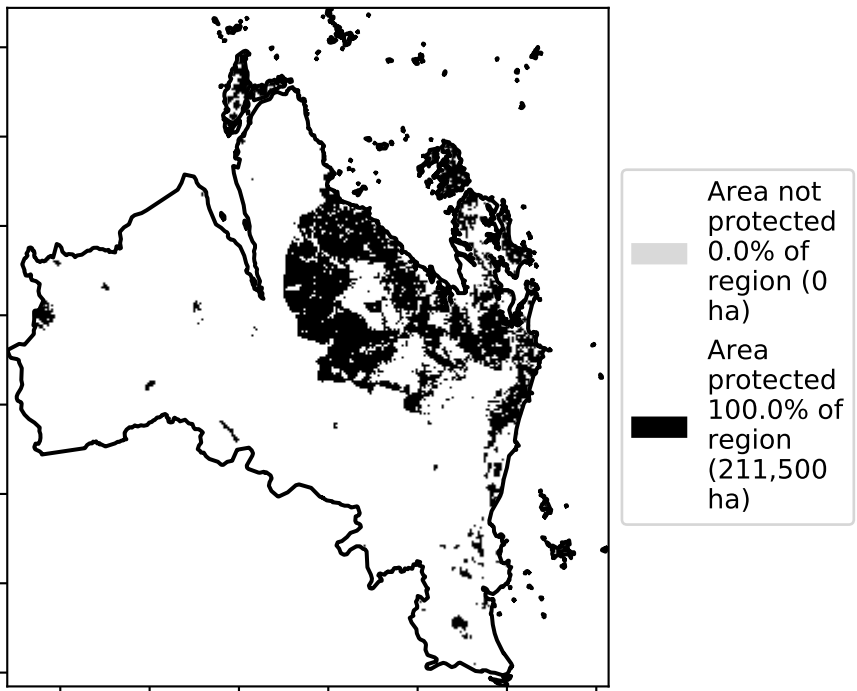 Area not
protected
0.0% of
region (0
ha)
Area
protected
100.0% of
region
(211,500
ha)